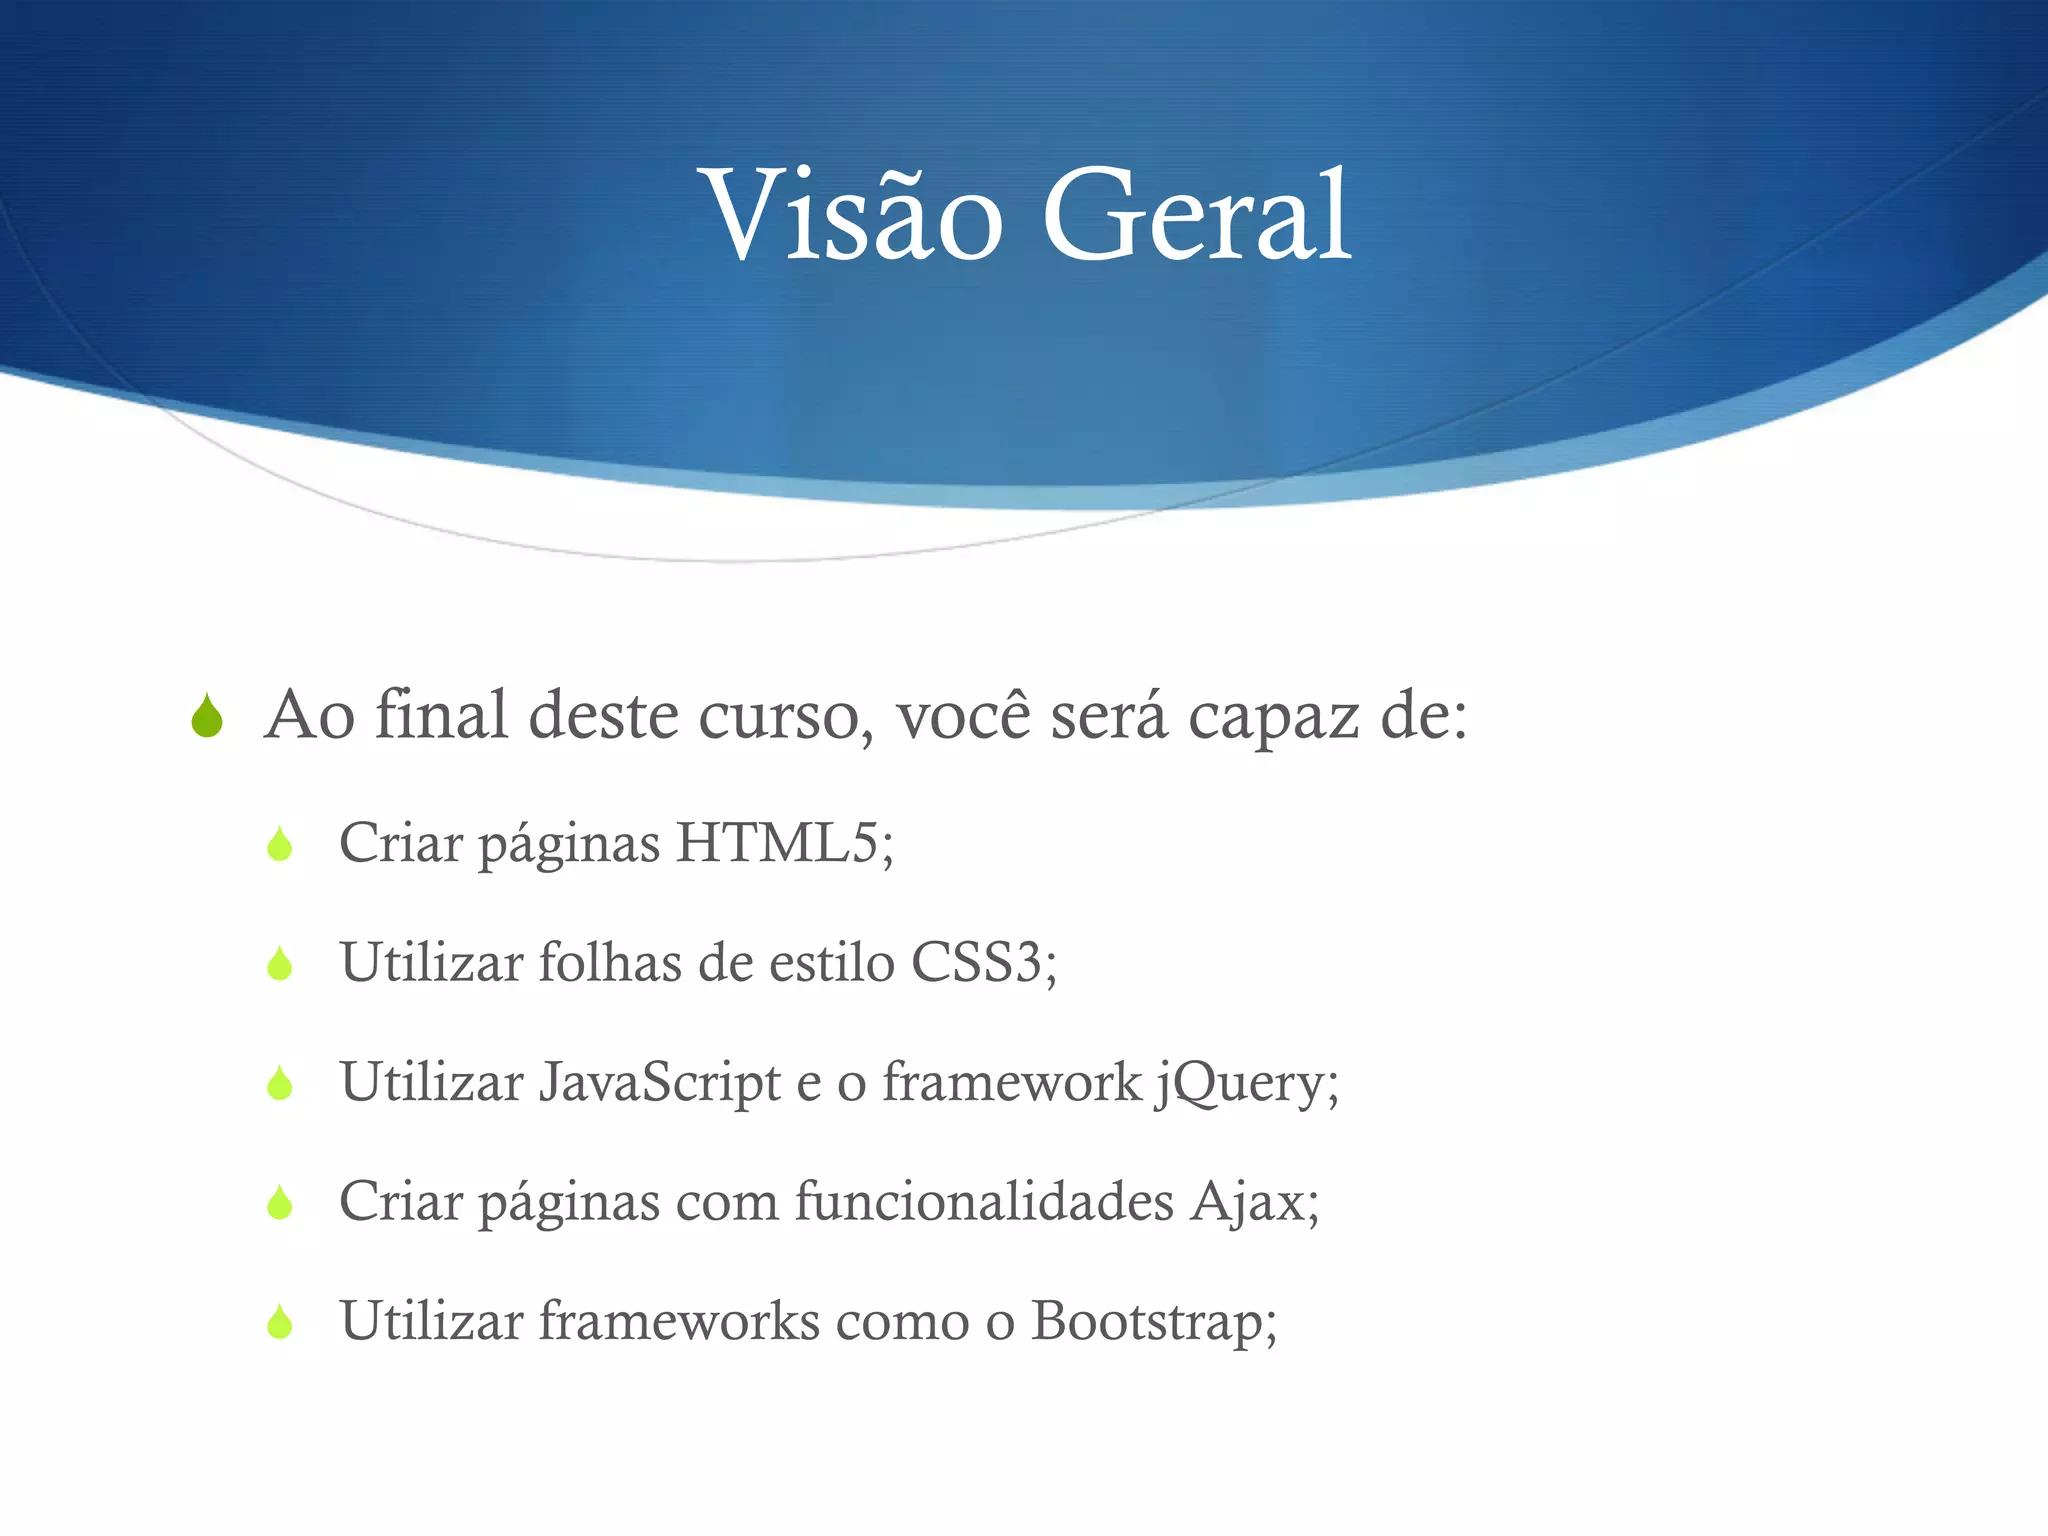 Visão Geral
Ao final deste curso, você será capaz de:
Criar páginas HTML5;
Utilizar folhas de estilo CSS3;
Utilizar JavaScript e o framework jQuery;
Criar páginas com funcionalidades Ajax;
Utilizar frameworks como o Bootstrap;